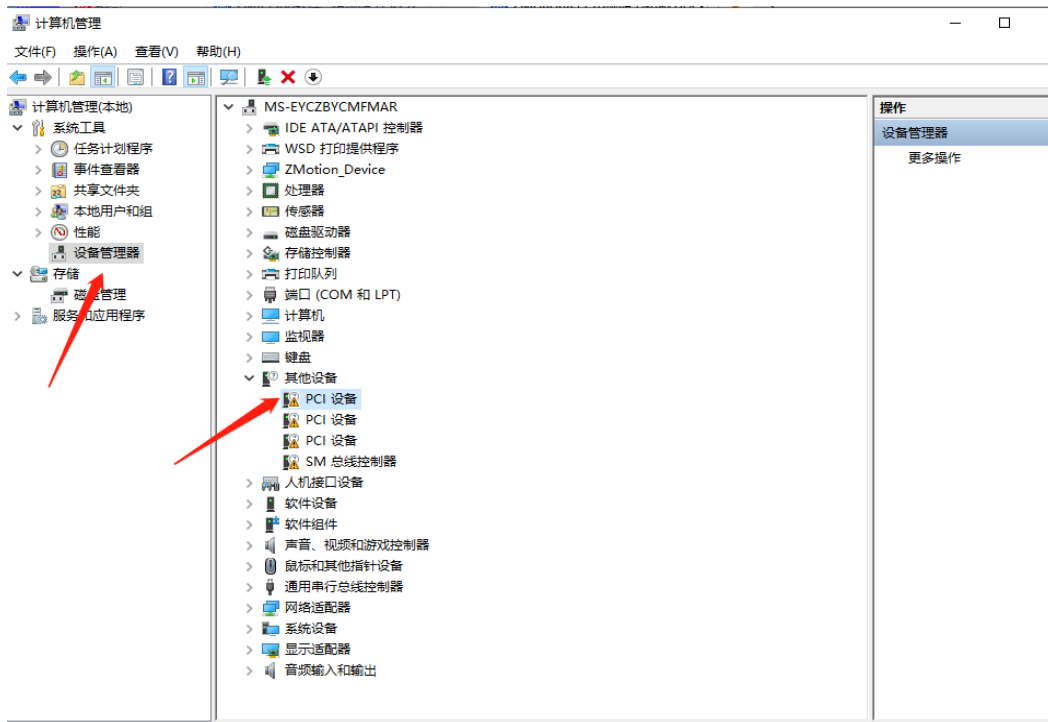 计算机管理
文件(F) 操作(A) 查看(V) 帮助(H)
计算机管理(本地)
系统工具
任务计划程序
事件查看器
共享文件夹
本地用户和组
性能
设备管理器
存储
磁盘管理
服务和应用程序
MS-EYCZBYCMFMAR
IDE ATA/ATAPI 控制器
WSD 打印提供程序
ZMotion_Device
处理器
传感器
磁盘驱动器
存储控制器
打印队列
端口 (COM 和 LPT)
计算机
监视器
键盘
其他设备
PCI 设备
PCI 设备
PCI 设备
SM 总线控制器
人机接口设备
软件设备
软件组件
声音、视频和游戏控制器
鼠标和其他指针设备
通用串行总线控制器
网络适配器
系统设备
显示适配器
音频输入和输出
操作
设备管理器
更多操作